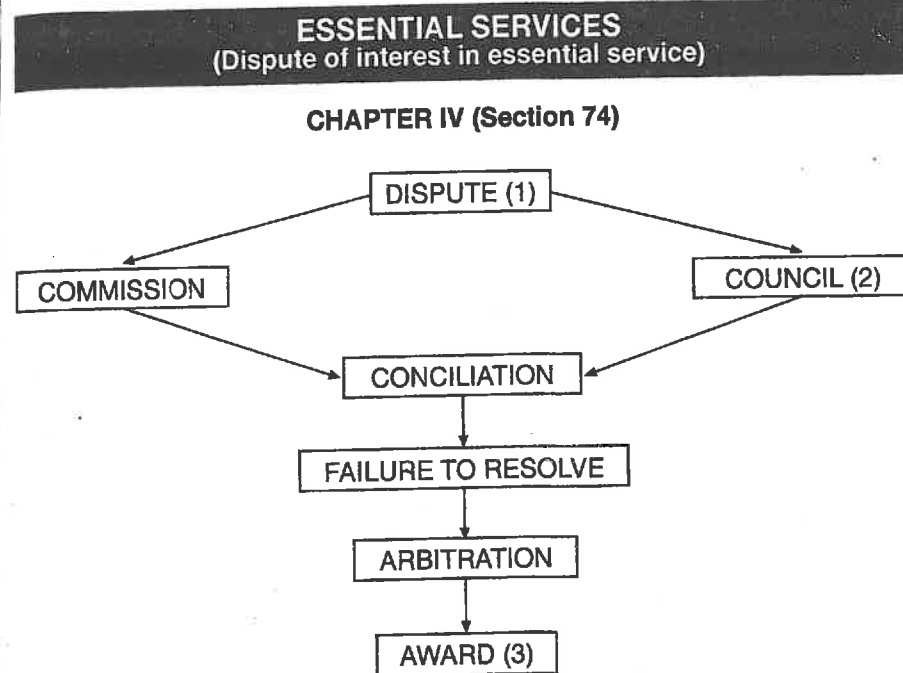 ESSENTIAL SERVICES
(Dispute of interest in essential service)
CHAPTER IV (Section 74)
DISPUTE (1)
COMMISSION
COUNCIL (2)
CONCILIATION
FAILURE TO RESOLVE
ARBITRATION
AWARD (3)